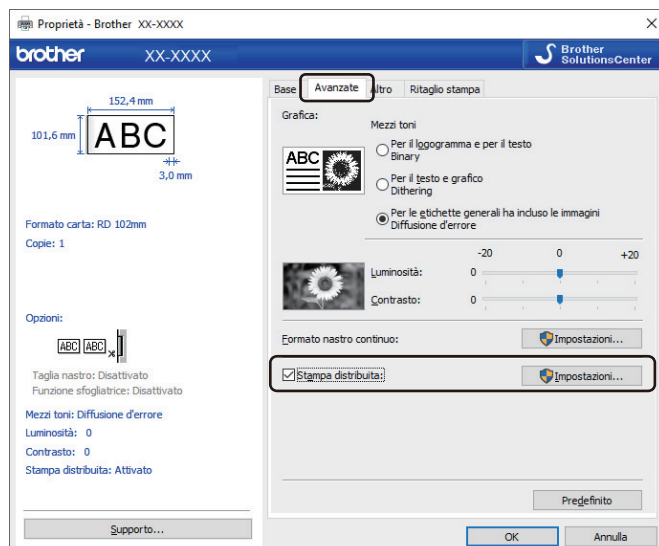 Proprietà - Brother XX-XXXX
brother XX-XXXX
Brother
SolutionsCenter
152,4 mm
101,6 mm
ABC
3,0 mm
Formato carta: RD 102mm
Copie: 1
Opzioni:
ABC ABC
Taglia nastro: Disattivato
Funzione sfogliatrice: Disattivato
Mezzi toni: Diffusione d'errore
Luminosità: 0
Contrasto: 0
Stampa distribuita: Attivato
Supporto...
Base Avanzate Altro Ritaglio stampa
Grafica:
Mezzi toni
ABC
Per il logogramma e per il testo
Binary
Per il testo e grafico
Dithering
Per le etichette generali ha incluso le immagini
Diffusione d'errore
-20 0 +20
Luminosità: 0
Contrasto: 0
Formato nastro continuo: Impostazioni...
Stampa distribuita: Impostazioni...
Predefinito
OK Annulla